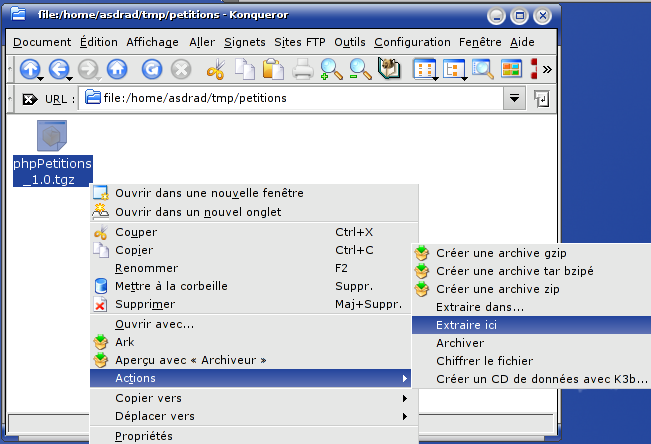 file:/home/asdrad/tmp/petitions - Konqueror
Document Édition Affichage Aller Signets Sites FTP Outils Configuration Fenêtre Aide
URL : file:/home/asdrad/tmp/petitions
phpPetitions
_1.0.tgz
Ouvrir dans une nouvelle fenêtre
Ouvrir dans un nouvel onglet
Couper Ctrl+X
Copier Ctrl+C
Renommer F2
Mettre à la corbeille Suppr.
Supprimer Maj+Suppr.
Ouvrir avec...
Ark
Aperçu avec « Archiveur »
Actions
Copier vers
Déplacer vers
Propriétés
Créer une archive gzip
Créer une archive tar bzipé
Créer une archive zip
Extraire dans...
Extraire ici
Archiver
Chiffrer le fichier
Créer un CD de données avec K3b...